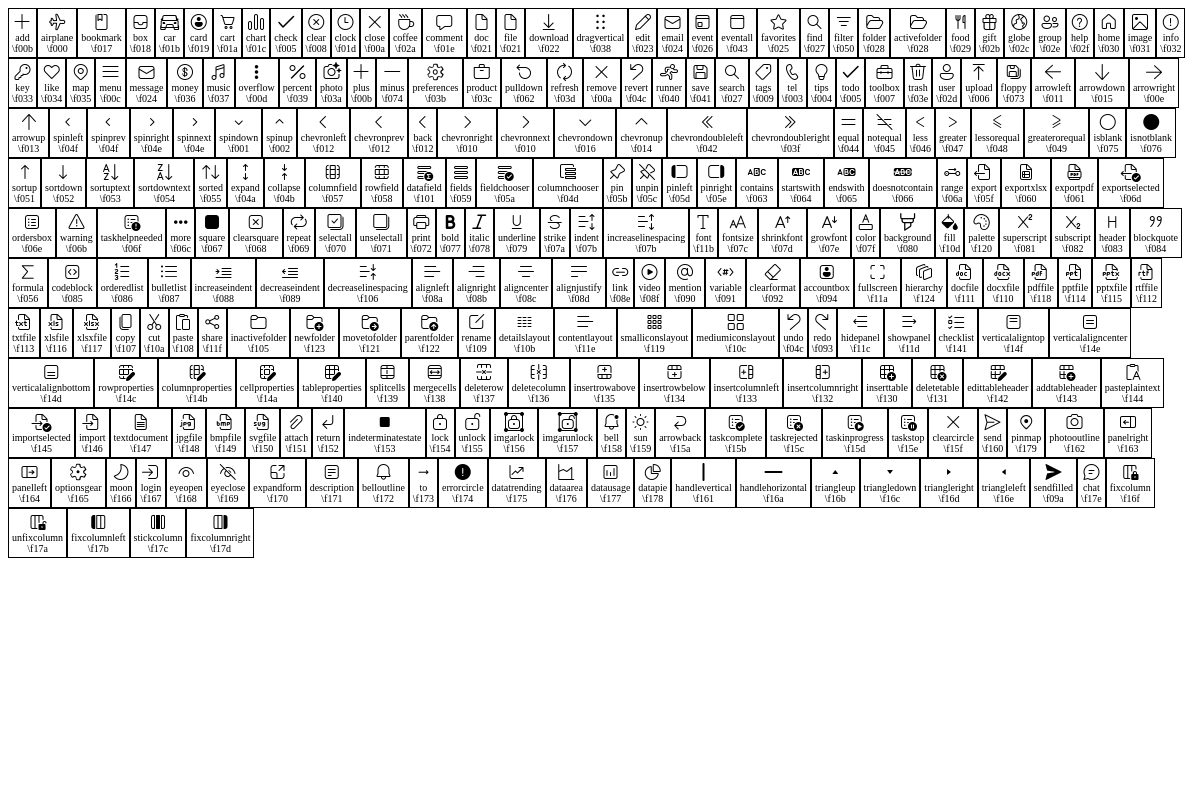 add airplane bookmark box car card cart chart check clear clock close coffee comment doc file download dragvertical edit email event eventall favorites find filter folder activefolder food gift globe group help home image info
\f00b \f000 \f017 \f018 \f01b \f019 \f01a \f01c \f005 \f008 \f01d \f00a \f02a \f01e \f021 \f021 \f022 \f038 \f023 \f024 \f026 \f043 \f025 \f027 \f050 \f028 \f028 \f029 \f02b \f02c \f02e \f02f \f030 \f031 \f032
key like map menu message money music overflow percent photo plus minus preferences product pulldown refresh remove revert runner save search tags tel tips todo toolbox trash user upload floppy arrowleft arrowdown arrowright
\f033 \f034 \f035 \f00c \f024 \f036 \f037 \f00d \f039 \f03a \f00b \f074 \f03b \f03c \f062 \f03d \f00a \f04c \f040 \f041 \f027 \f009 \f003 \f004 \f005 \f007 \f03e \f02d \f006 \f073 \f011 \f015 \f00e
arrowup spinleft spinprev spinright spinnext spindown spinup chevronleft chevronprev back chevronright chevronnext chevrondown chevronup chevrondoubleleft chevrondoubleright equal notequal less greater lessorequal greaterorequal isblank isnotblank
\f013 \f04f \f04f \f04e \f04e \f001 \f002 \f012 \f012 \f012 \f010 \f010 \f016 \f014 \f042 \f03f \f044 \f045 \f046 \f047 \f048 \f049 \f075 \f076
sortup sortdown sortuptext sortdowntext sorted expand collapse columnfield rowfield datafield fields fieldchooser columnchooser pin unpin pinleft pinright contains startswith endswith doesnotcontain range export exportxlsx exportpdf exportselected
\f051 \f052 \f053 \f054 \f055 \f04a \f04b \f057 \f058 \f101 \f059 \f05a \f04d \f05b \f05c \f05d \f05e \f063 \f064 \f065 \f066 \f06a \f05f \f060 \f061 \f06d
ordersbox warning taskhelpneeded more square clearsquare repeat selectall unselectall print bold italic underline strike indent increaselinespacing font fontsize shrinkfont growfont color background fill palette superscript subscript header blockquote
\f06e \f06b \f06f \f06c \f067 \f068 \f069 \f070 \f071 \f072 \f077 \f078 \f079 \f07a \f07b \f07b \f11b \f07c \f07d \f07e \f07f \f080 \f10d \f120 \f081 \f082 \f083 \f084
formula codeblock orderedlist bulletlist increaseindent decreaseindent decreaselinespacing alignleft alignright aligncenter alignjustify link video mention variable clearformat accountbox fullscreen hierarchy docfile docxfile pdffile pptfile pptxfile rtffile
\f056 \f085 \f086 \f087 \f088 \f089 \f106 \f08a \f08b \f08c \f08d \f08e \f08f \f090 \f091 \f092 \f094 \f11a \f124 \f111 \f110 \f118 \f114 \f115 \f112
txtfile xlsfile xlsxfile copy cut paste share inactivefolder newfolder movetofolder parentfolder rename detailslayout contentlayout smalliconslayout mediumiconslayout undo redo hidepanel showpanel checklist verticalaligntop verticalaligncenter
\f113 \f116 \f117 \f107 \f10a \f108 \f11f \f105 \f123 \f121 \f122 \f109 \f10b \f11e \f119 \f10c \f04c \f093 \f11c \f11d \f141 \f14f \f14e
verticalalignbottom rowproperties columnproperties cellproperties tableproperties splitcells mergecells deleterow deletecolumn insertrowabove insertrowbelow insertcolumnleft insertcolumnright inserttable deletetable edittableheader addtableheader pasteplaintext
\f14d \f14c \f14b \f14a \f140 \f139 \f138 \f137 \f136 \f135 \f134 \f133 \f132 \f130 \f131 \f142 \f143 \f144
importselected import textdocument jpgfile bmpfile svgfile attach return indeterminatestate lock unlock imgarlock imgarunlock bell sun arrowback taskcomplete taskrejected taskinprogress taskstop clearcircle send pinmap photooutline panelright
\f145 \f146 \f147 \f148 \f149 \f150 \f151 \f152 \f153 \f154 \f155 \f156 \f157 \f158 \f159 \f15a \f15b \f15c \f15d \f15e \f15f \f160 \f179 \f162 \f163
panelleft optionsgear moon login eyeopen eyeclose expandform description belloutline to errorcircle datatrending dataarea datausage datapie handlevertical handlehorizontal triangleup triangledown triangleright triangleleft sendfilled chat fixcolumn
\f164 \f165 \f166 \f167 \f168 \f169 \f170 \f171 \f172 \f173 \f174 \f175 \f176 \f177 \f178 \f161 \f16a \f16b \f16c \f16d \f16e \f09a \f17e \f16f
unfixcolumn fixcolumnleft stickcolumn fixcolumnright
\f17a \f17b \f17c \f17d